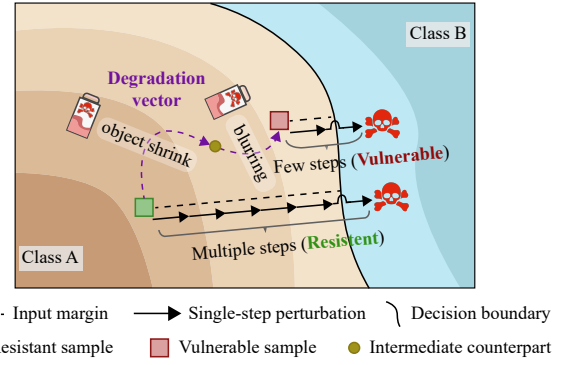 Class B
Degradation
vector
object shrink
blurring
Few steps (Vulnerable)
Class A
Multiple steps (Resistent)
Input margin
Single-step perturbation
Decision boundary
esistant sample
Vulnerable sample
Intermediate counterpart